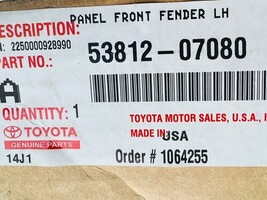 ESCRIPTION:
PANEL FRONT FENDER LH
N: 2250000928990
PART NO.:
53812-07080
A
QUANTITY: 1
TOYOTA
GENUINE PARTS
TOYOTA MOTOR SALES, U.S.A., I
MADE IN USA
14J1
Order # 1064255